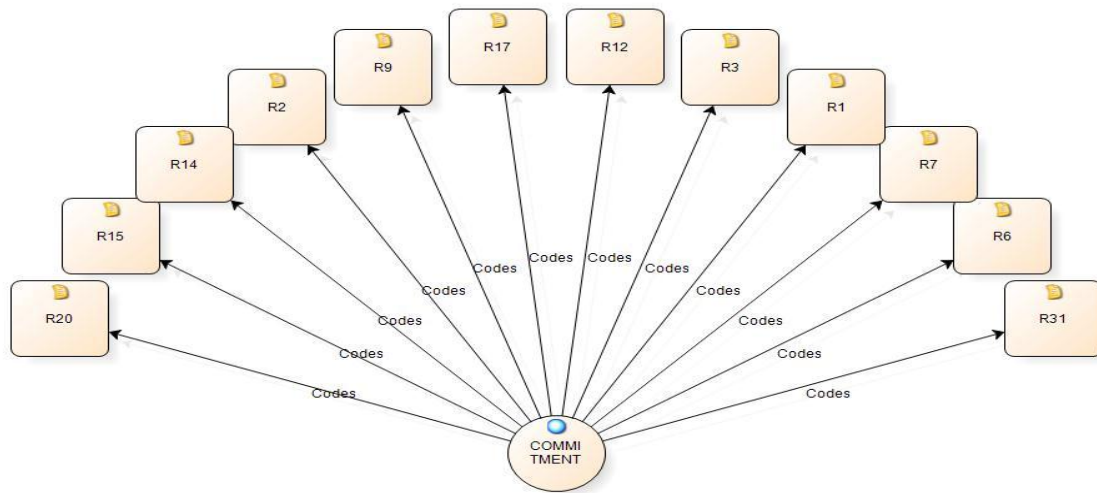 R17
R12
R9
R3
R2
R1
R14
R7
R15
R6
R20
R31
Codes
Codes
Codes
Codes
Codes
Codes
Codes
Codes
Codes
Codes
Codes
Codes
COMMI
TMENT